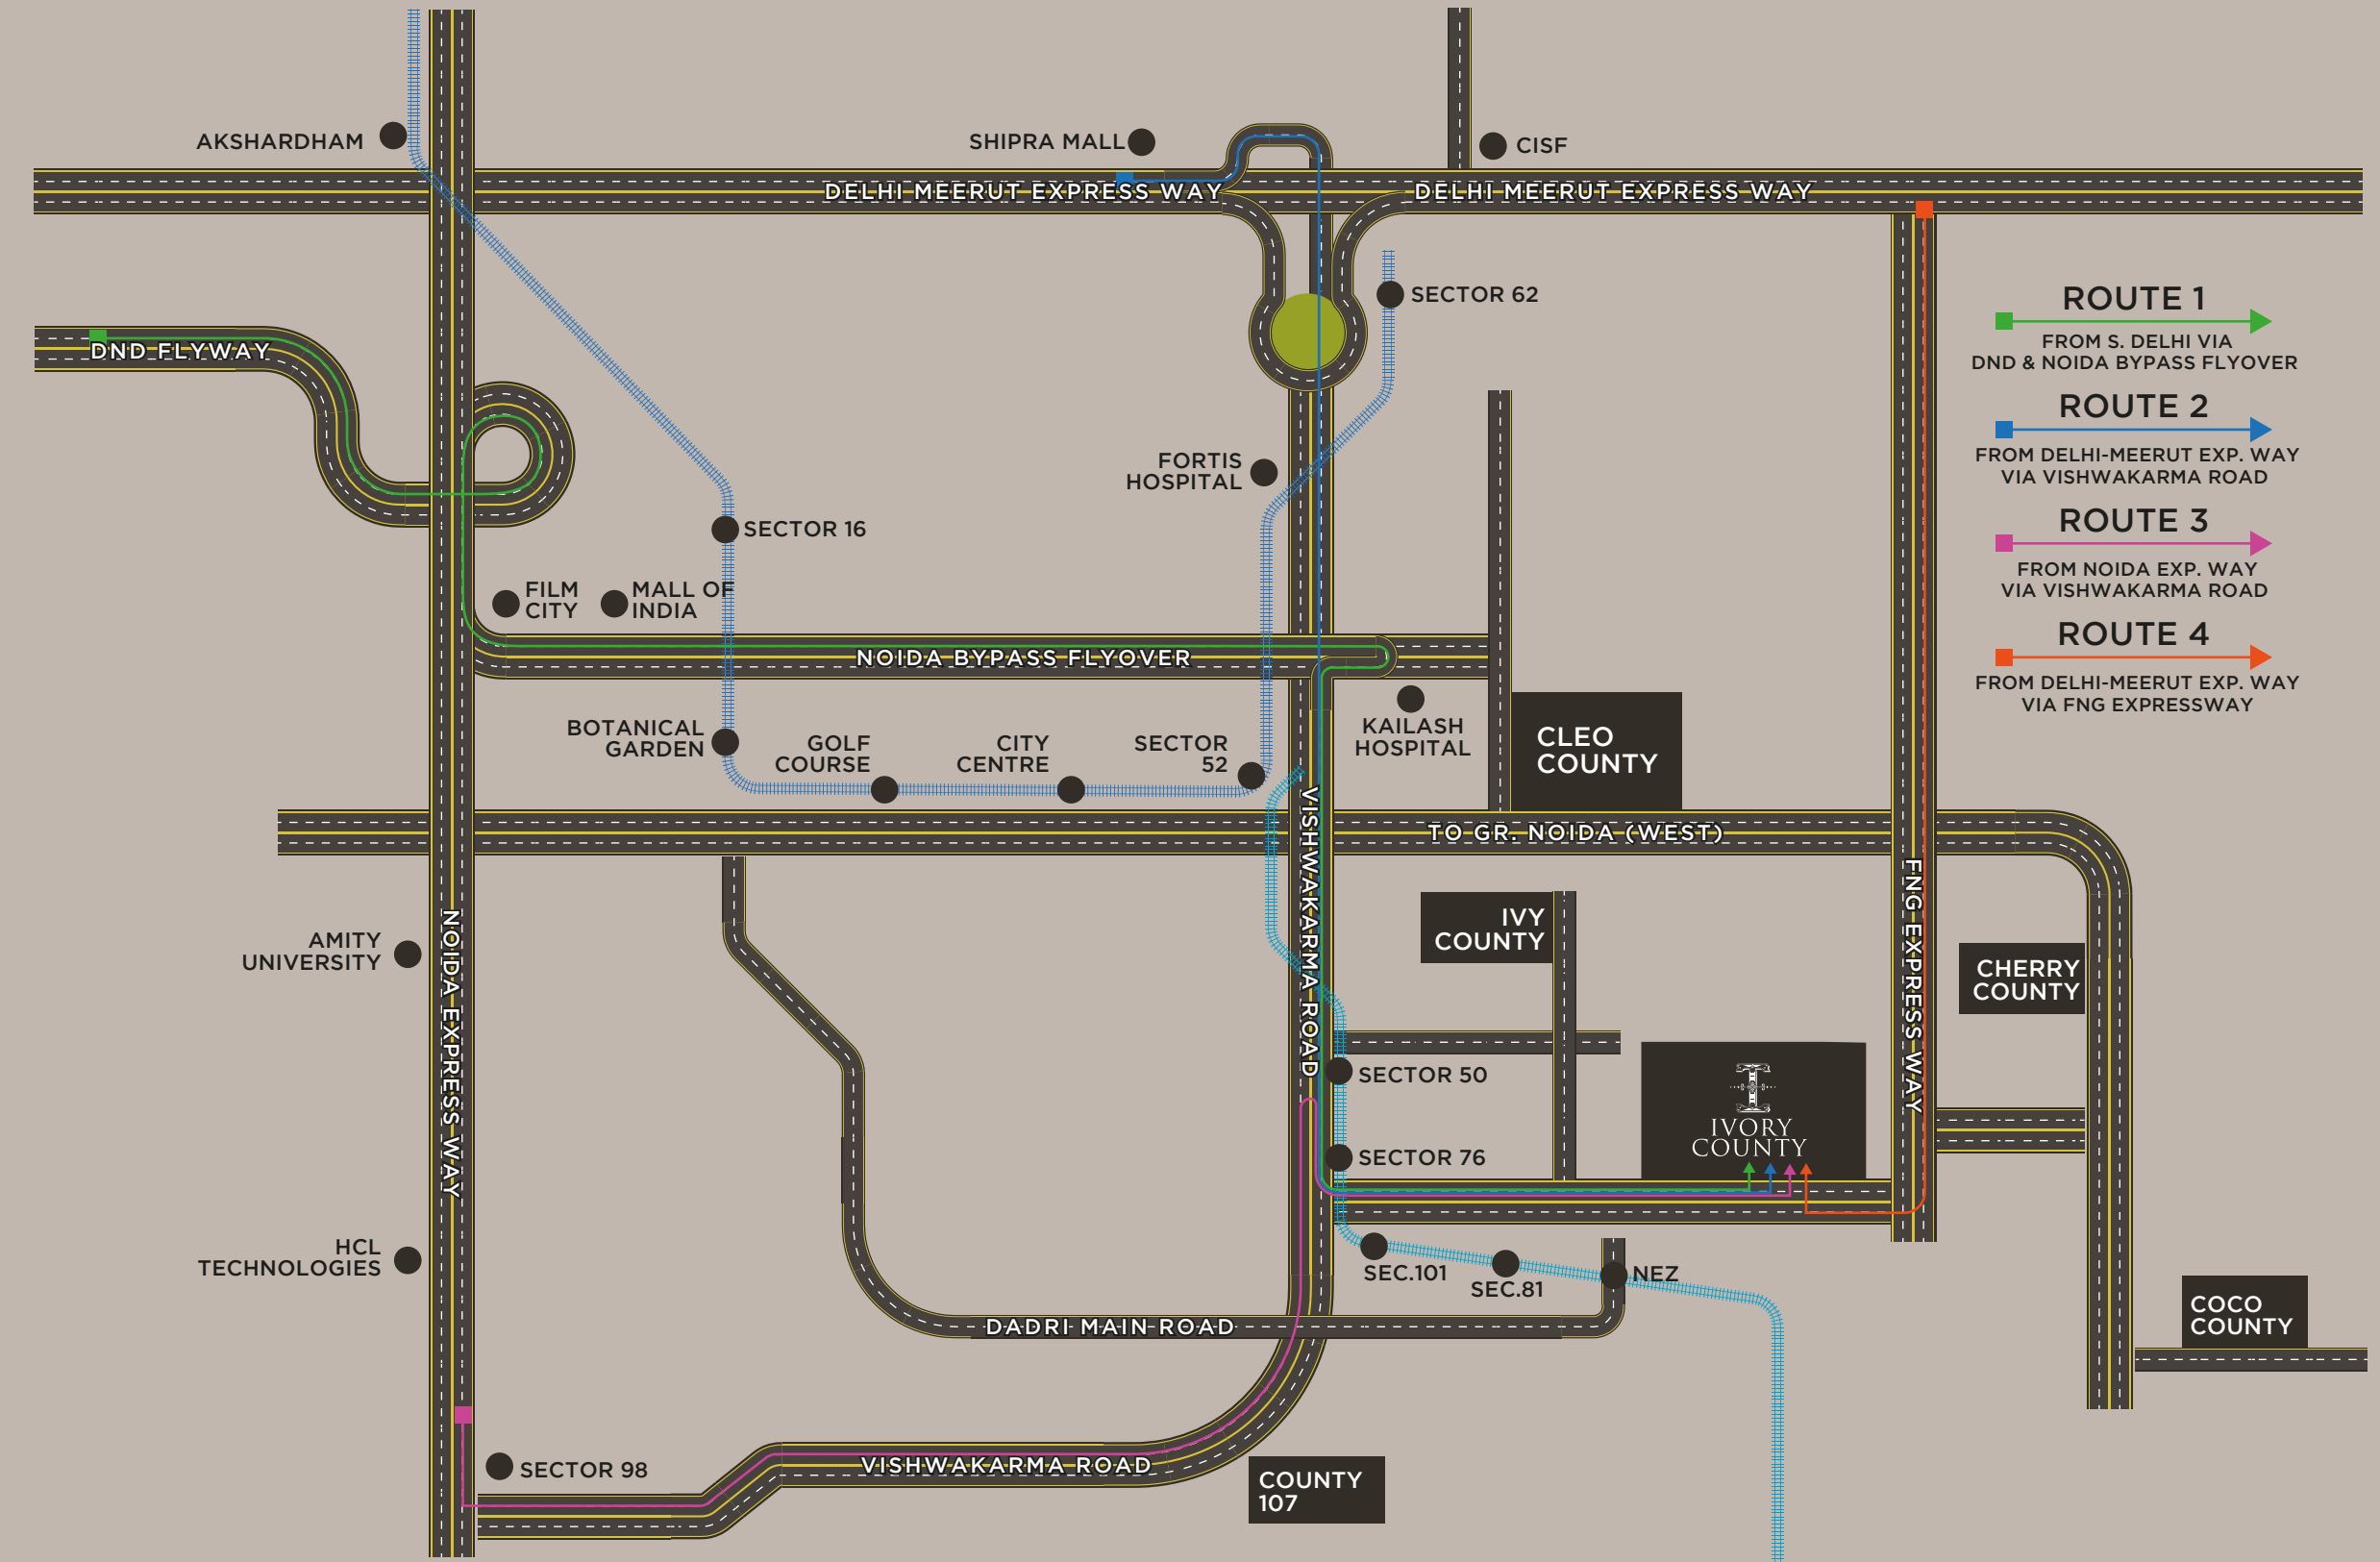 AKSHARDHAM
SHIPRA MALL
CISF
DELHI MEERUT EXPRESS WAY
DELHI MEERUT EXPRESS WAY
SECTOR 62
DND FLYWAY
ROUTE 1
FROM S. DELHI VIA
DND & NOIDA BYPASS FLYOVER
ROUTE 2
FROM DELHI-MEERUT EXP. WAY
VIA VISHWAKARMA ROAD
ROUTE 3
FROM NOIDA EXP. WAY
VIA VISHWAKARMA ROAD
ROUTE 4
FROM DELHI-MEERUT EXP. WAY
VIA FNG EXPRESSWAY
FORTIS
HOSPITAL
SECTOR 16
FILM
CITY
MALL OF
INDIA
NOIDA BYPASS FLYOVER
BOTANICAL
GARDEN
GOLF
COURSE
CITY
CENTRE
SECTOR
52
KAILASH
HOSPITAL
CLEO
COUNTY
TO GR. NOIDA (WEST)
VISHWAKARMA ROAD
FNG EXPRESS WAY
NOIDA EXPRESS WAY
AMITY
UNIVERSITY
IVY
COUNTY
CHERRY
COUNTY
SECTOR 50
SECTOR 76
I
IVORY
COUNTY
HCL
TECHNOLOGIES
SEC.101
SEC.81
NEZ
COCO
COUNTY
DADRI MAIN ROAD
SECTOR 98
VISHWAKARMA ROAD
COUNTY
107